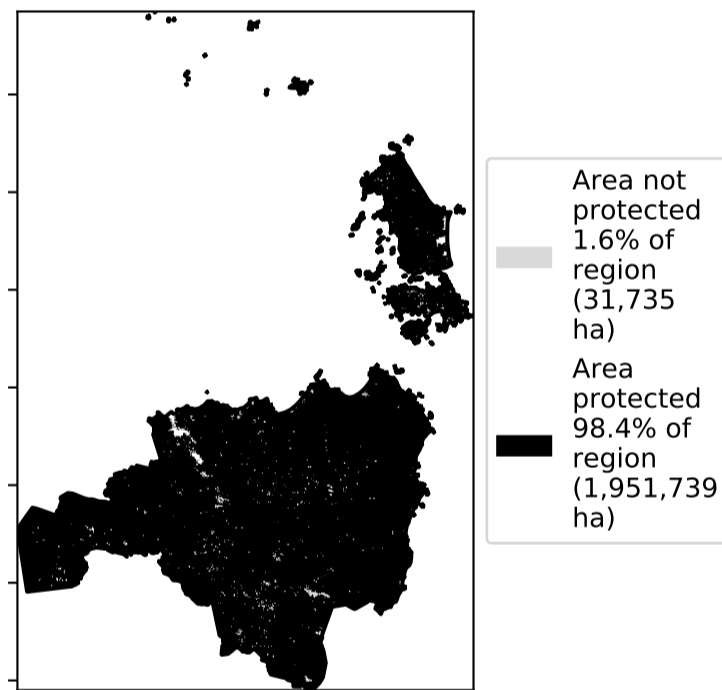 Area not
protected
1.6% of
region
(31,735
ha)
Area
protected
98.4% of
region
(1,951,739
ha)